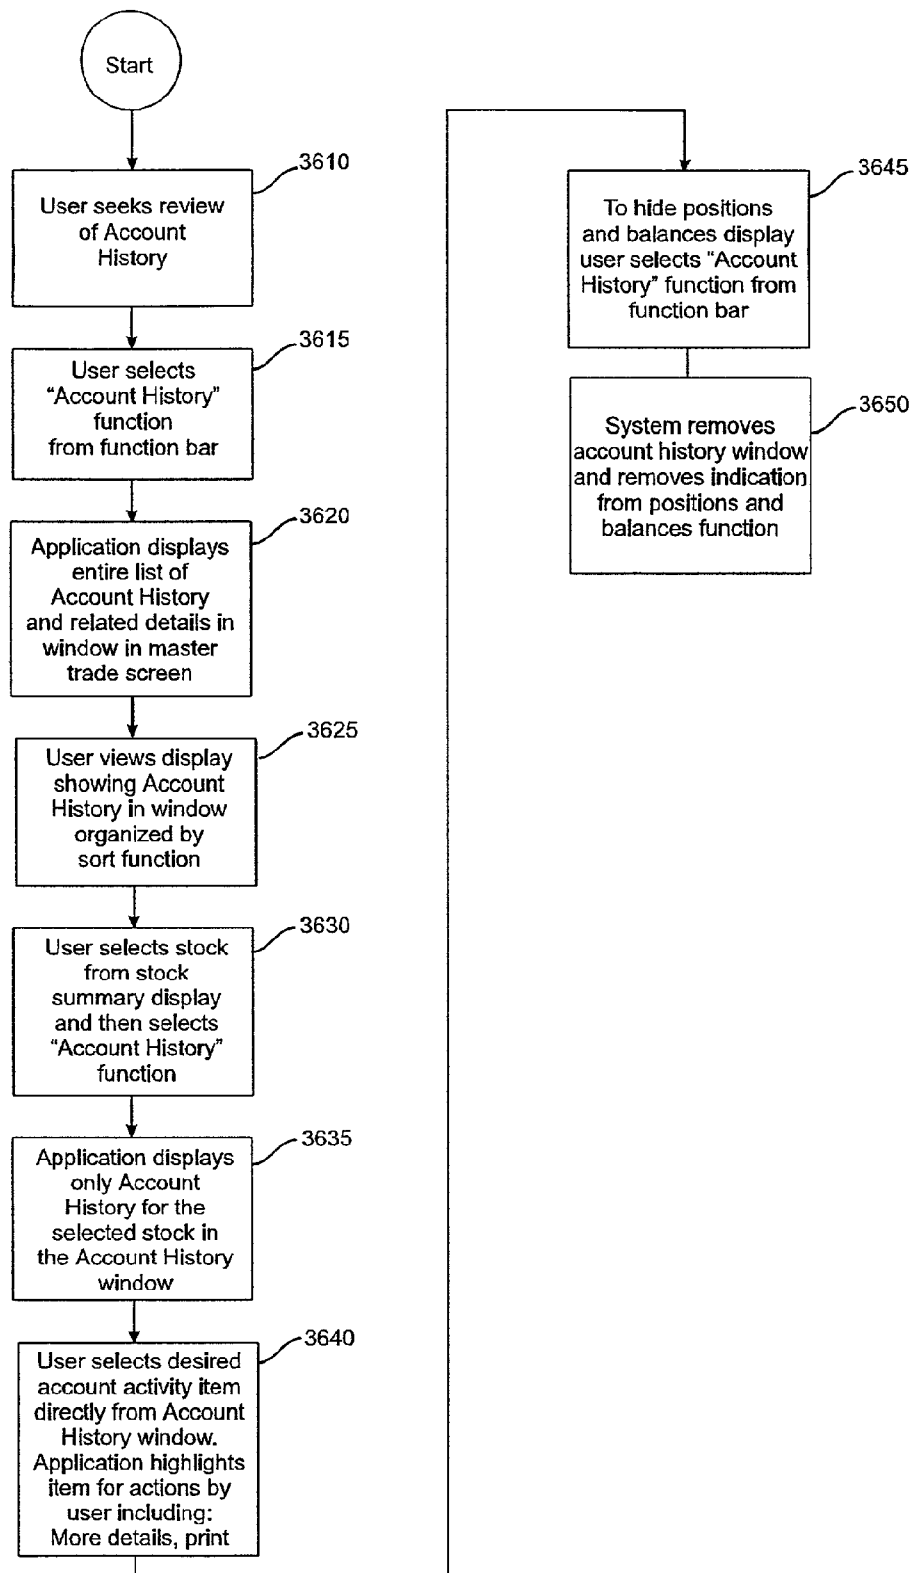 Start
3610
User seeks review
of Account
History
3615
User selects
“Account History”
function
from function bar
3620
Application displays
entire list of
Account History
and related details in
window in master
trade screen
3625
User views display
showing Account
History in window
organized by
sort function
3630
User selects stock
from stock
summary display
and then selects
“Account History”
function
3635
Application displays
only Account
History for the
selected stock in
the Account History
window
3640
User selects desired
account activity item
directly from Account
History window.
Application highlights
item for actions by
user including:
More details, print
3645
To hide positions
and balances display
user selects “Account
History” function from
function bar
3650
System removes
account history window
and removes indication
from positions and
balances function